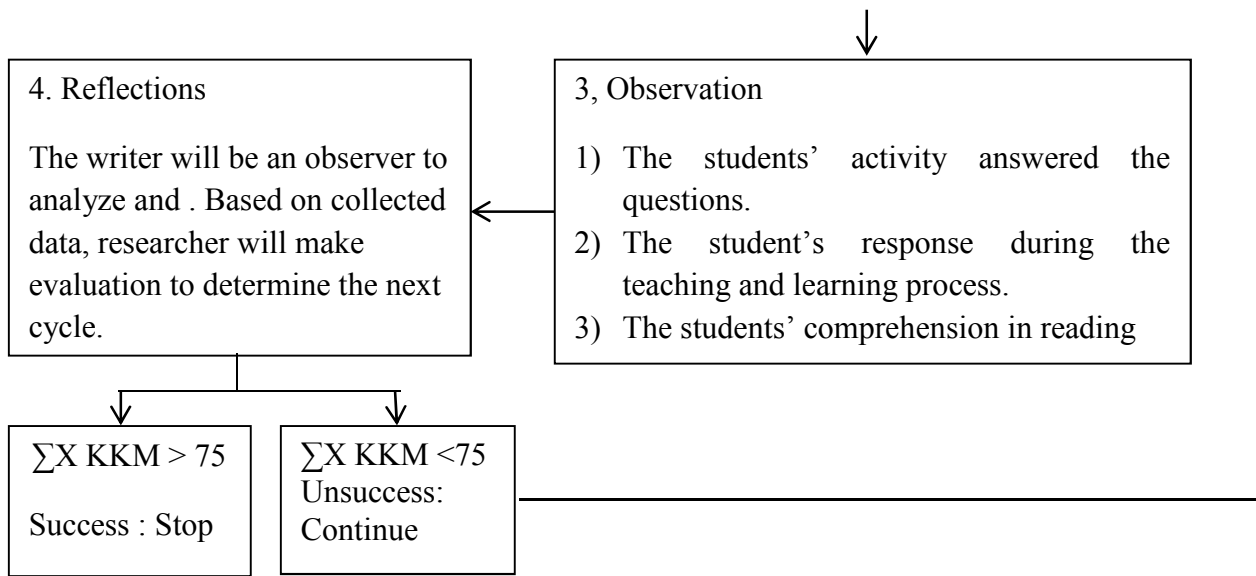 4. Reflections
The writer will be an observer to
analyze and . Based on collected
data, researcher will make
evaluation to determine the next
cycle.
3, Observation
1) The students’ activity answered the
questions.
2) The student’s response during the
teaching and learning process.
3) The students’ comprehension in reading
∑X KKM > 75
Success : Stop
∑X KKM <75
Unsuccess:
Continue